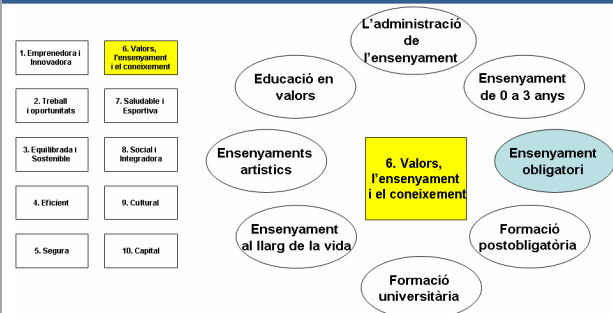 1. Emprenedora i
Innovadora
6. Valors,
l'ensenyament
i el coneixement
2. Treball
i oportunitats
7. Saludable i
Esportiva
3. Equilibrada i
Sostenible
8. Social i
Integradora
4. Eficient
9. Cultural
5. Segura
10. Capital
L'administració
de
l'ensenyament
Educació en
valors
Ensenyament
de 0 a 3 anys
Ensenyaments
artístics
6. Valors,
l'ensenyament
i el coneixement
Ensenyament
obligatori
Ensenyament
al llarg de la vida
Formació
postobligatòria
Formació
universitària